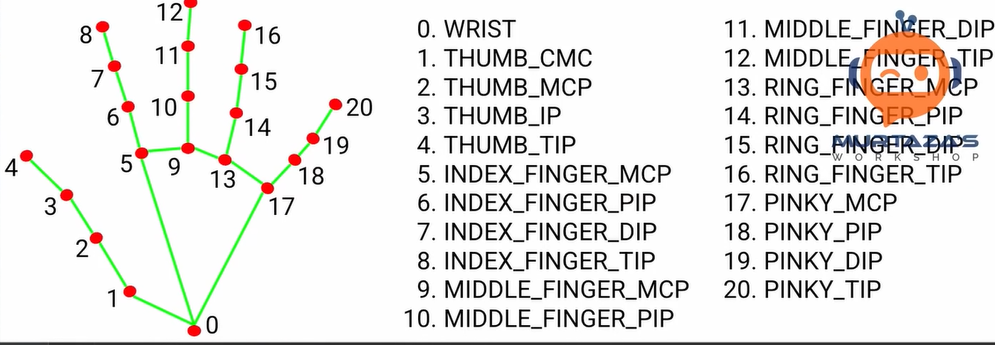 12
8
16
11
7
15
10
20
6
14
19
4
5
9
13
18
3
17
2
1
0
0. WRIST
1. THUMB_CMC
2. THUMB_MCP
3. THUMB_IP
4. THUMB_TIP
5. INDEX_FINGER_MCP
6. INDEX_FINGER_PIP
7. INDEX_FINGER_DIP
8. INDEX_FINGER_TIP
9. MIDDLE_FINGER_MCP
10. MIDDLE_FINGER_PIP
11. MIDDLE_FINGER_DIP
12. MIDDLE_FINGER_TIP
13. RING_FINGER_MCP
14. RING_FINGER_PIP
15. RING_FINGER_DIP
16. RING_FINGER_TIP
17. PINKY_MCP
18. PINKY_PIP
19. PINKY_DIP
20. PINKY_TIP
MURTAZA'S
WORKSHOP